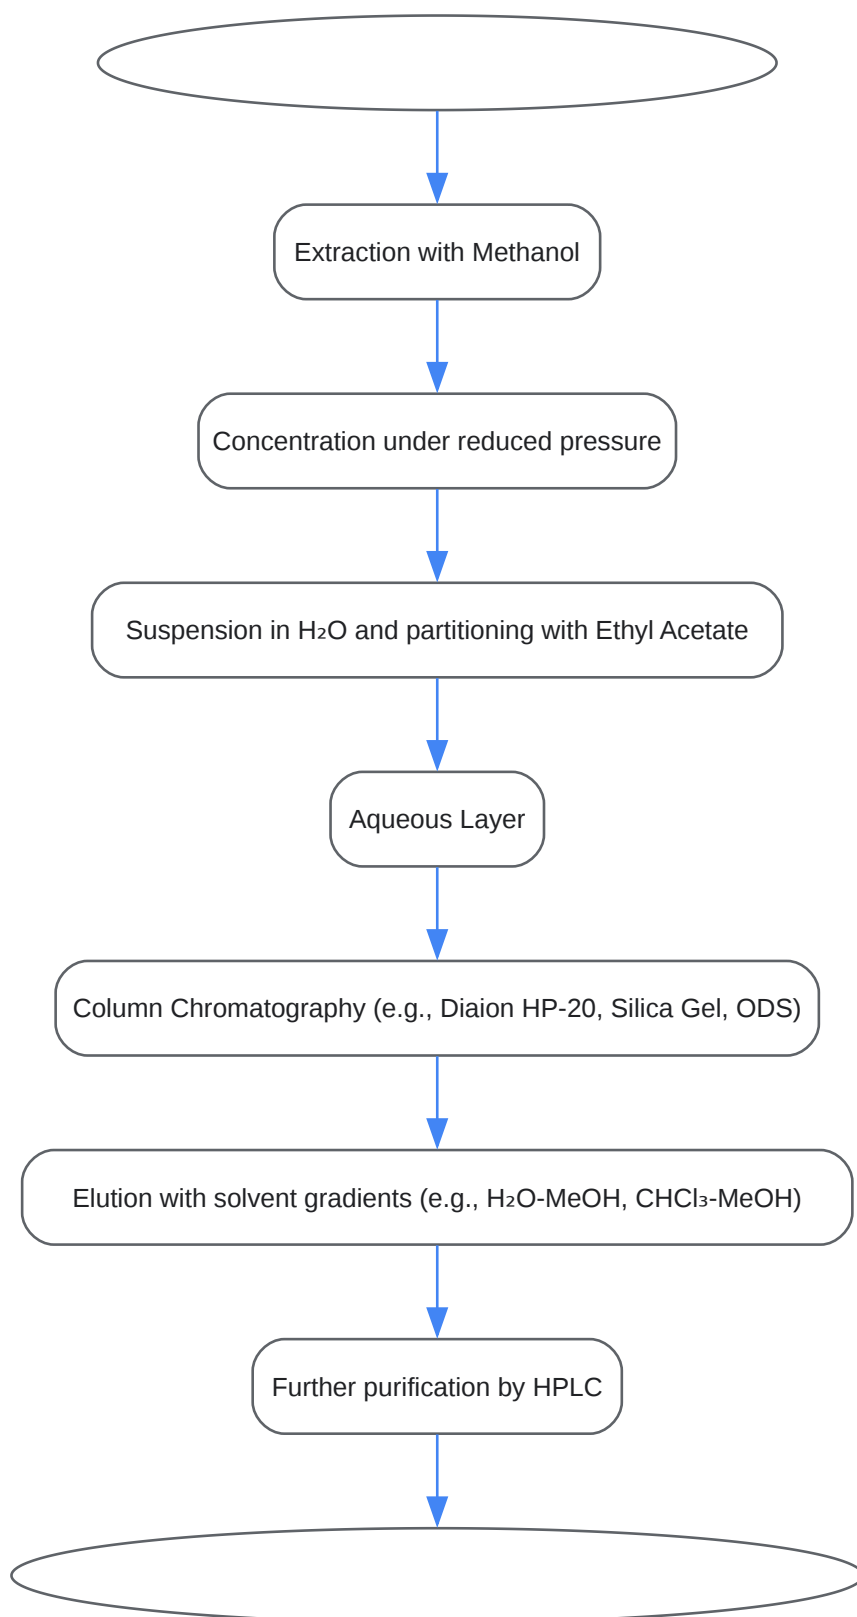 Extraction with Methanol
Concentration under reduced pressure
Suspension in H₂O and partitioning with Ethyl Acetate
Aqueous Layer
Column Chromatography (e.g., Diaion HP-20, Silica Gel, ODS)
Elution with solvent gradients (e.g., H₂O-MeOH, CHCl₃-MeOH)
Further purification by HPLC